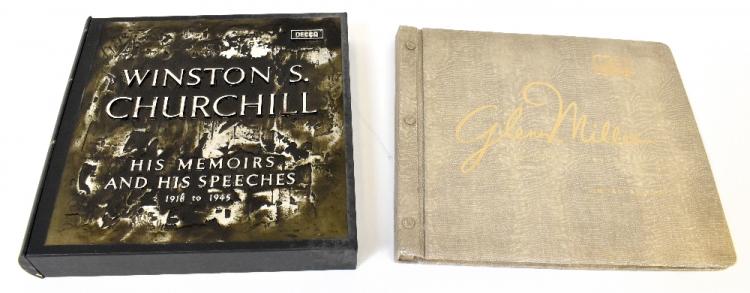 DECCA
WINSTON S.
CHURCHILL
HIS MEMOIRS
AND HIS SPEECHES
1918 to 1945
Glenn Miller